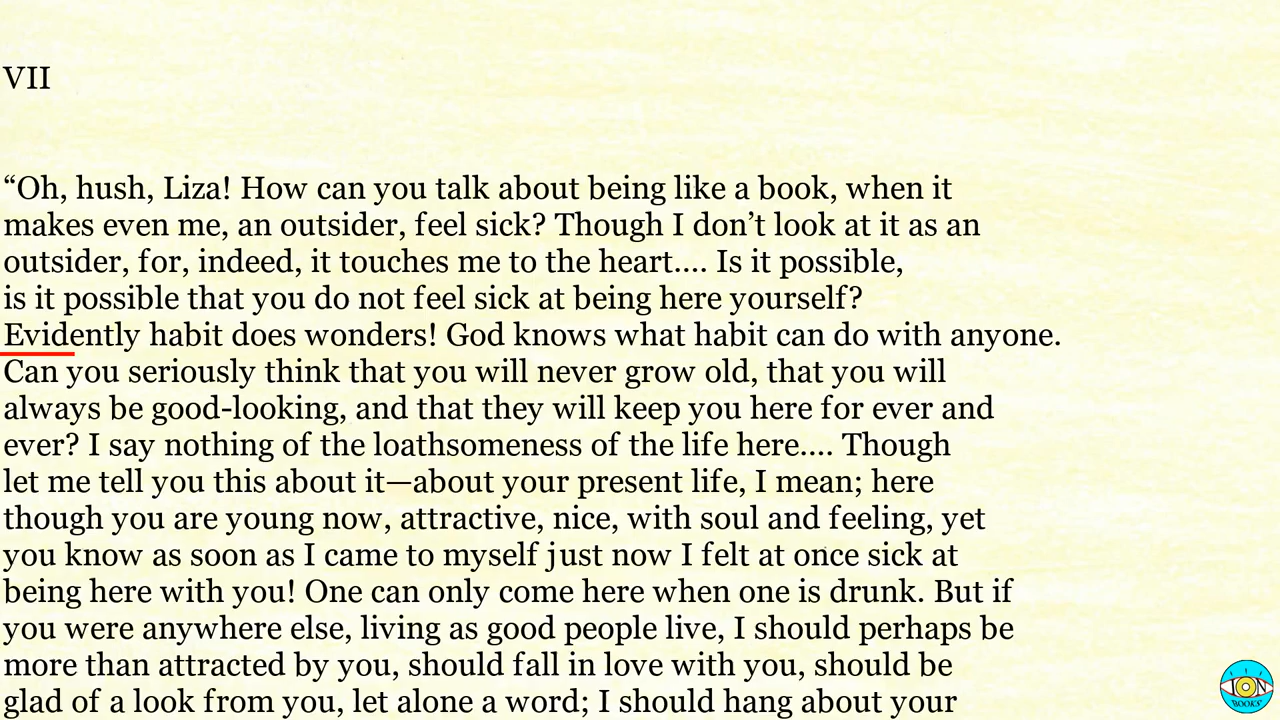 VII
“Oh, hush, Liza! How can you talk about being like a book, when it
makes even me, an outsider, feel sick? Though I don’t look at it as an
outsider, for, indeed, it touches me to the heart.... Is it possible,
is it possible that you do not feel sick at being here yourself?
Evidently habit does wonders! God knows what habit can do with anyone.
Can you seriously think that you will never grow old, that you will
always be good-looking, and that they will keep you here for ever and
ever? I say nothing of the loathsomeness of the life here.... Though
let me tell you this about it—about your present life, I mean; here
though you are young now, attractive, nice, with soul and feeling, yet
you know as soon as I came to myself just now I felt at once sick at
being here with you! One can only come here when one is drunk. But if
you were anywhere else, living as good people live, I should perhaps be
more than attracted by you, should fall in love with you, should be
glad of a look from you, let alone a word; I should hang about your
ION
BOOKS